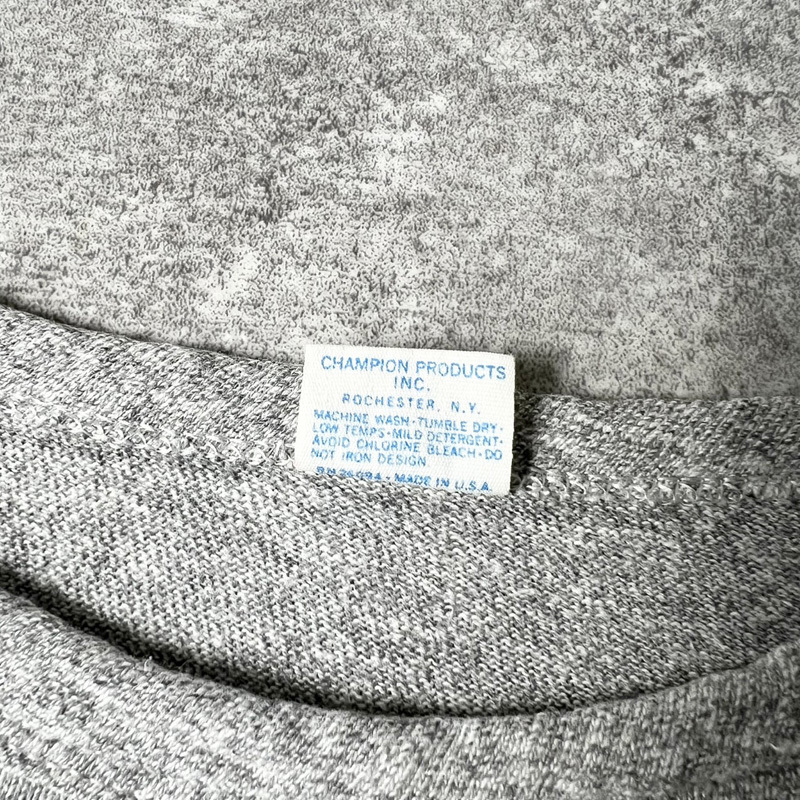 CHAMPION PRODUCTS
INC.
ROCHESTER, N.Y.
MACHINE WASH·TUMBLE DRY·
LOW TEMPS·MILD DETERGENT·
AVOID CHLORINE BLEACH·DO
NOT IRON DESIGN
MADE IN U.S.A.